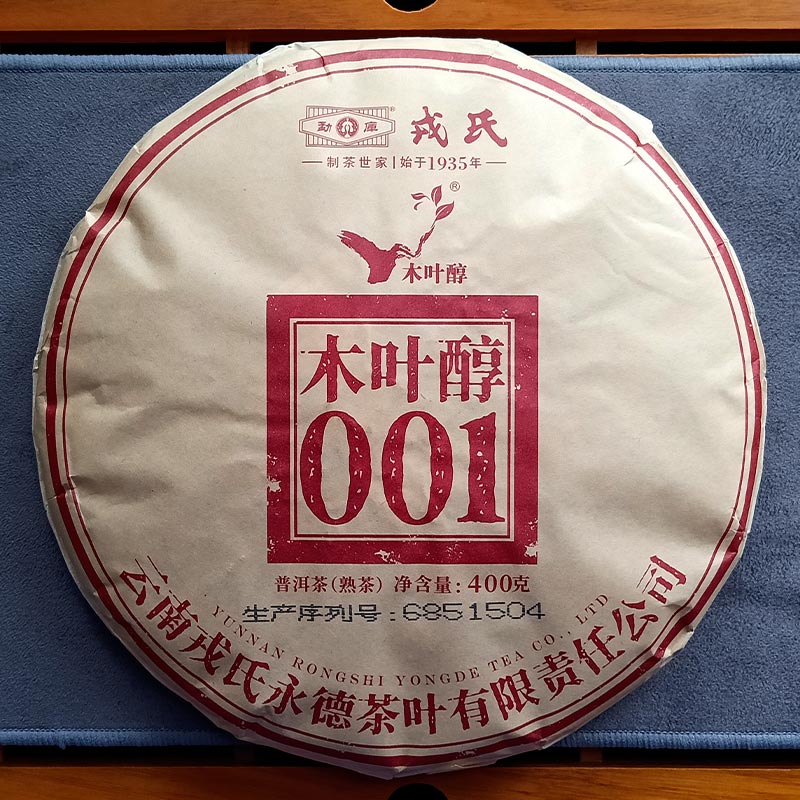 勐庫® 戎氏
制茶世家|始于1935年
®
木叶醇
木叶醇
001
普洱茶(熟茶) 净含量:400克
生产序列号:6851504
YUNNAN RONGSHI YONGDE TEA CO., LTD
云南戎氏永德茶叶有限责任公司